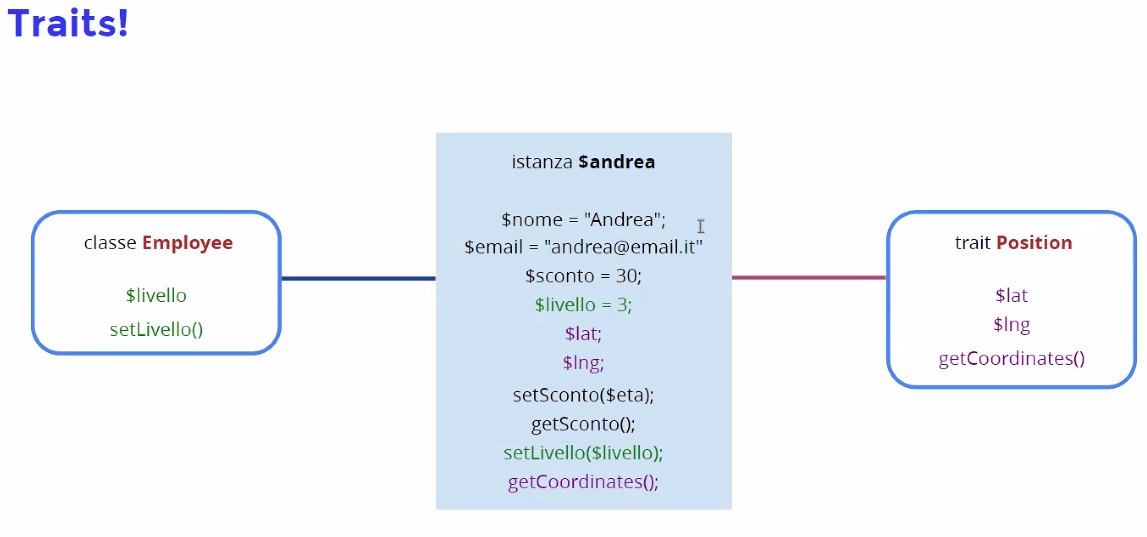 Traits!
classe Employee
$livello
setLivello()
istanza $andrea
$nome = "Andrea";
$email = "andrea@email.it"
$sconto = 30;
$livello = 3;
$lat;
$lng;
setSconto($eta);
getSconto();
setLivello($livello);
getCoordinates();
trait Position
$lat
$lng
getCoordinates()